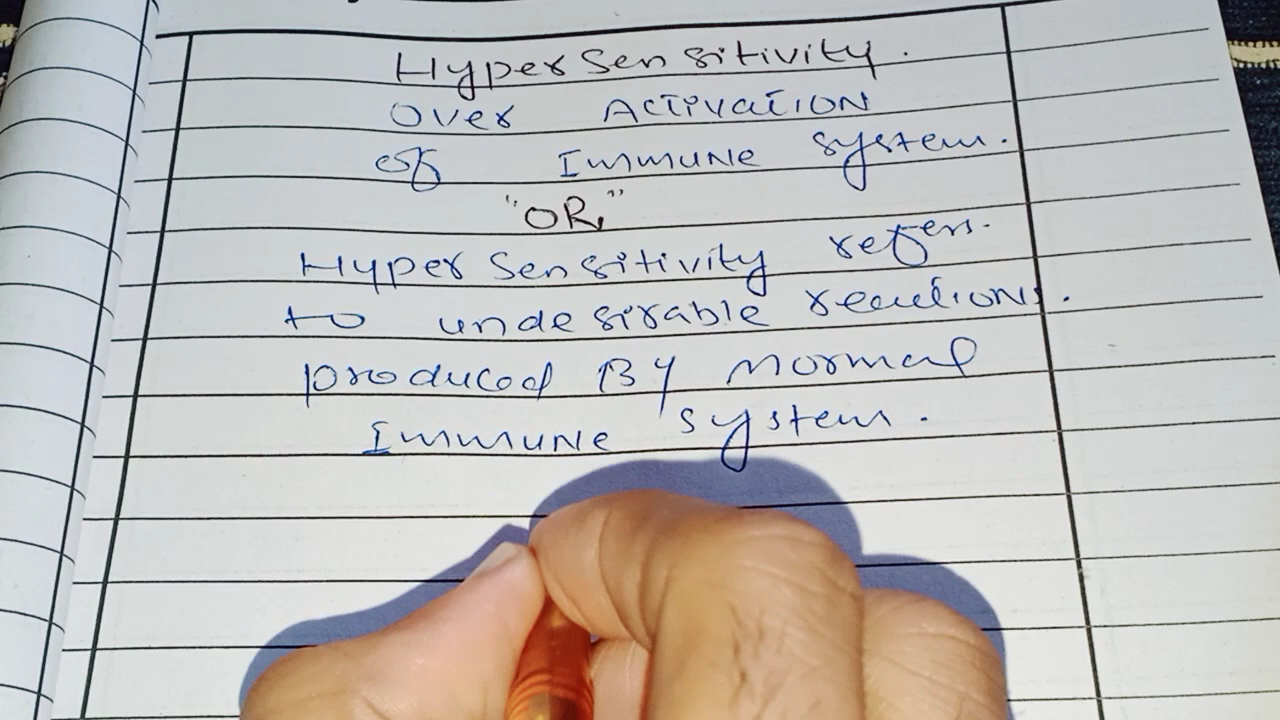 Hypersensitivity.
Over Activation
of Immune system.
"OR,"
Hypersensitivity refers.
to undesirable reactions.
produced By normal
Immune system.